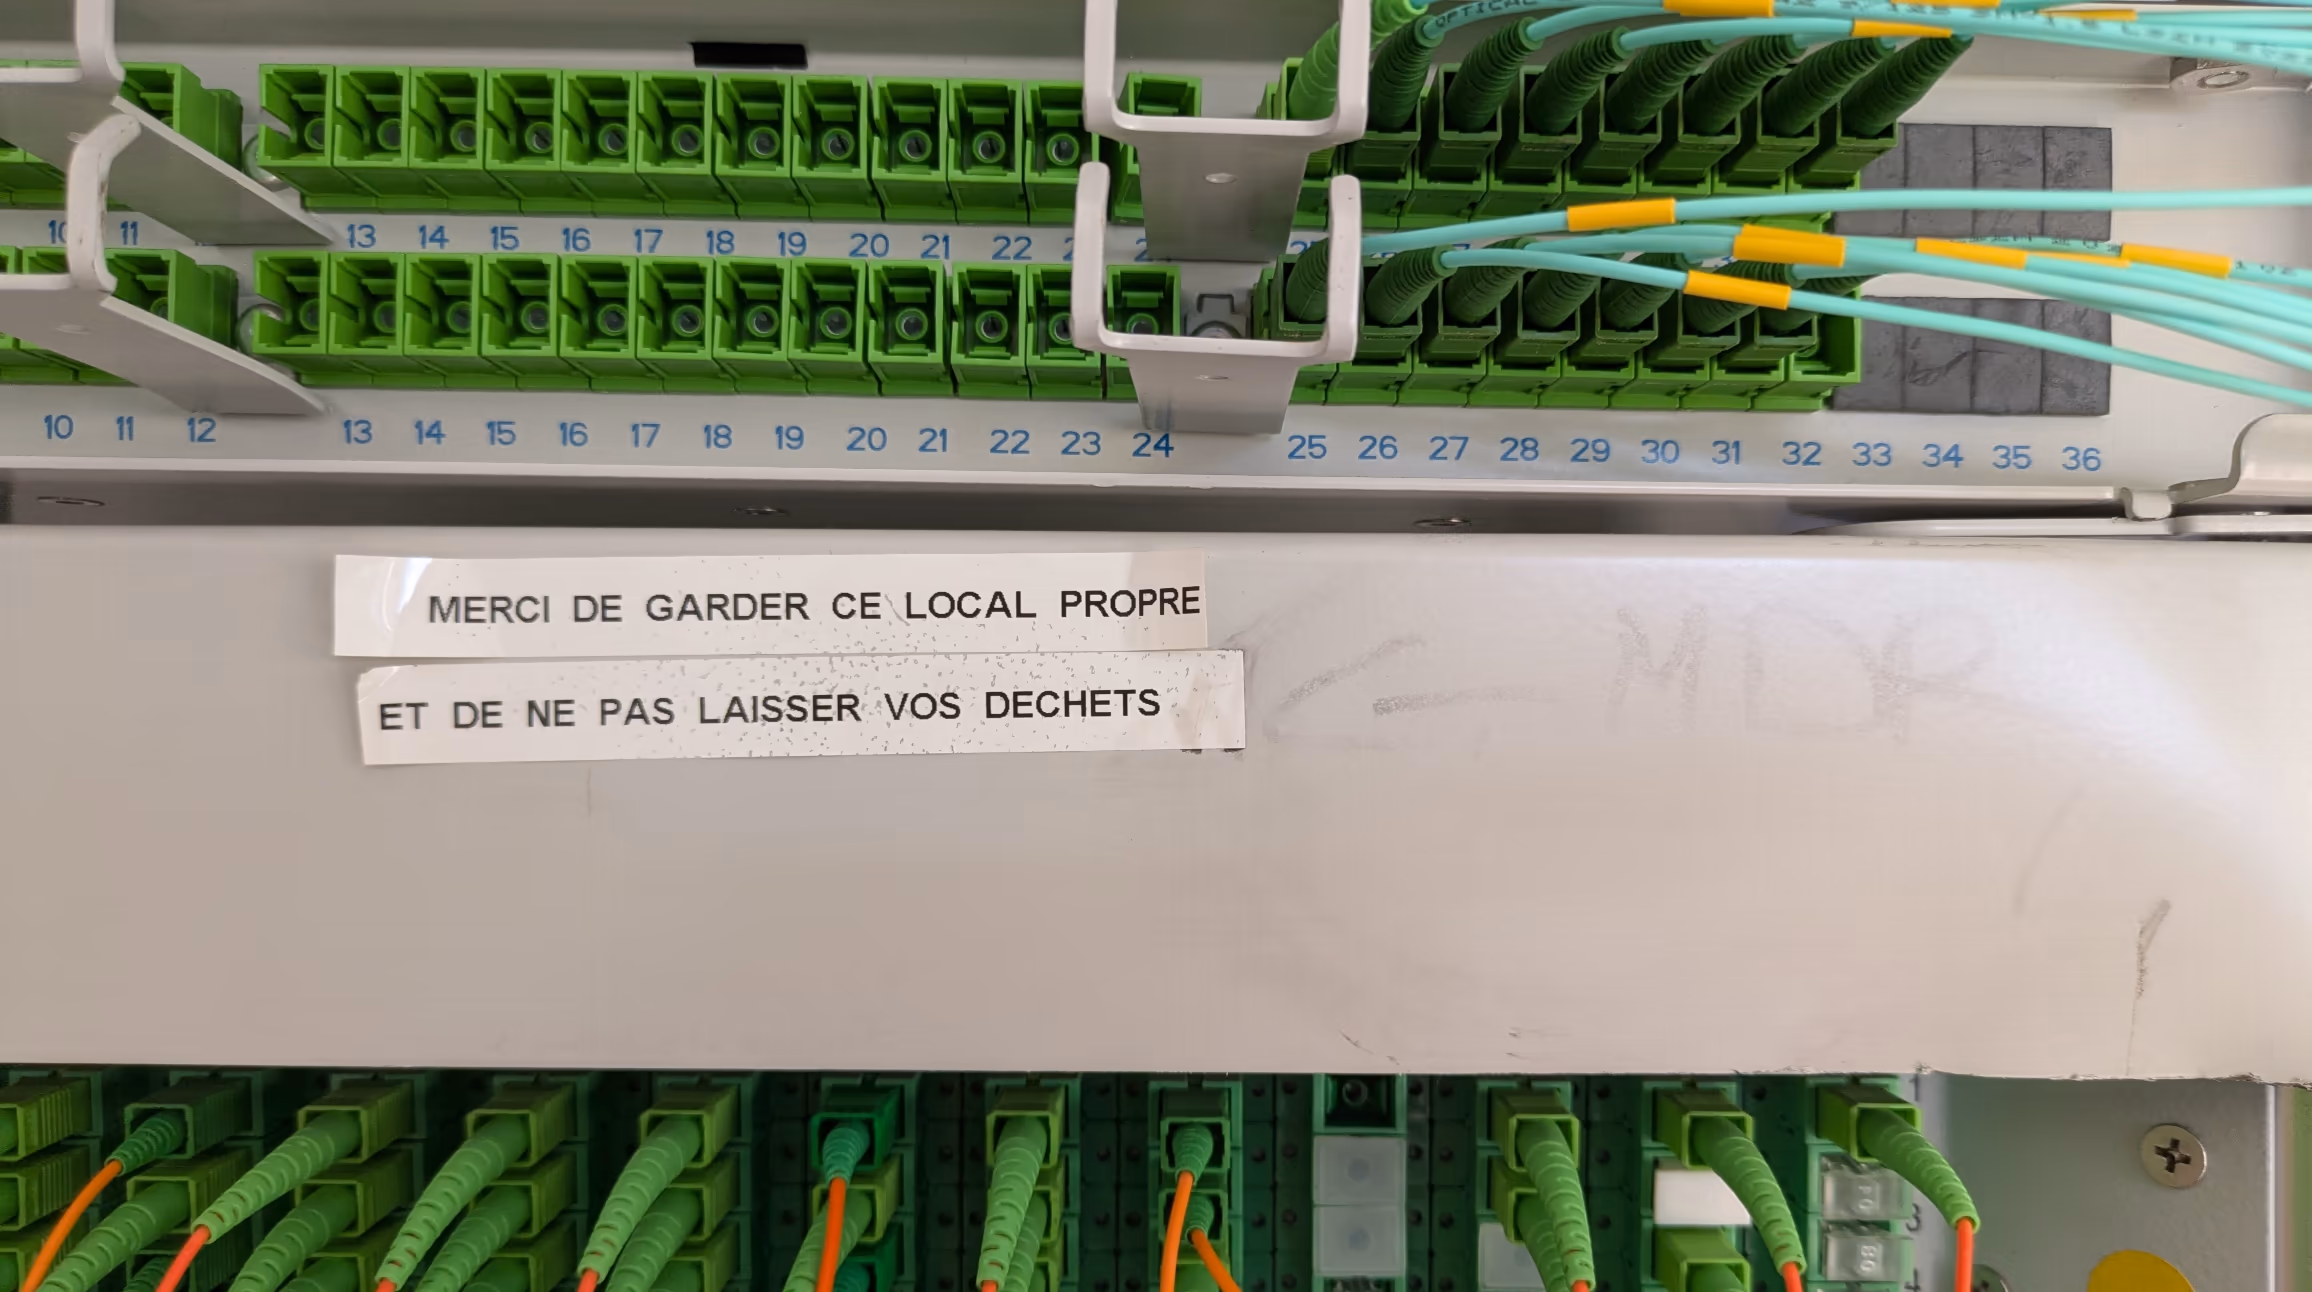 OPTICAL
10 11 13 14 15 16 17 18 19 20 21 22
10 11 12 13 14 15 16 17 18 19 20 21 22 23 24 25 26 27 28 29 30 31 32 33 34 35 36
MERCI DE GARDER CE LOCAL PROPRE
ET DE NE PAS LAISSER VOS DECHETS